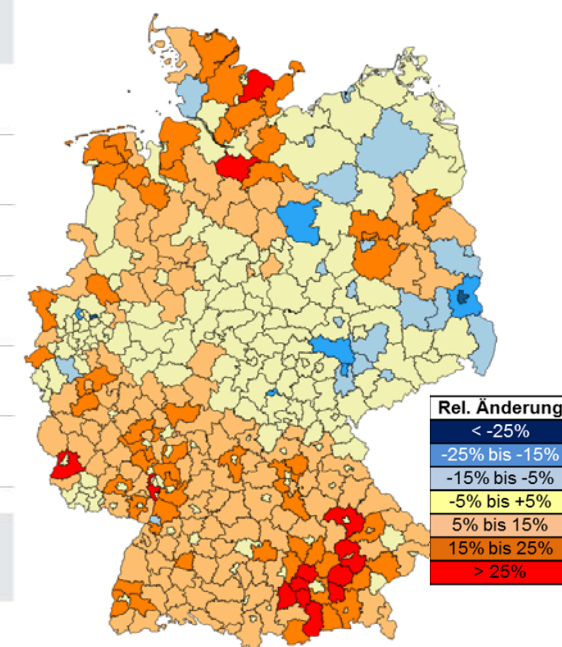 Rel. Änderung
< -25%
-25% bis -15%
-15% bis -5%
-5% bis +5%
5% bis 15%
15% bis 25%
> 25%